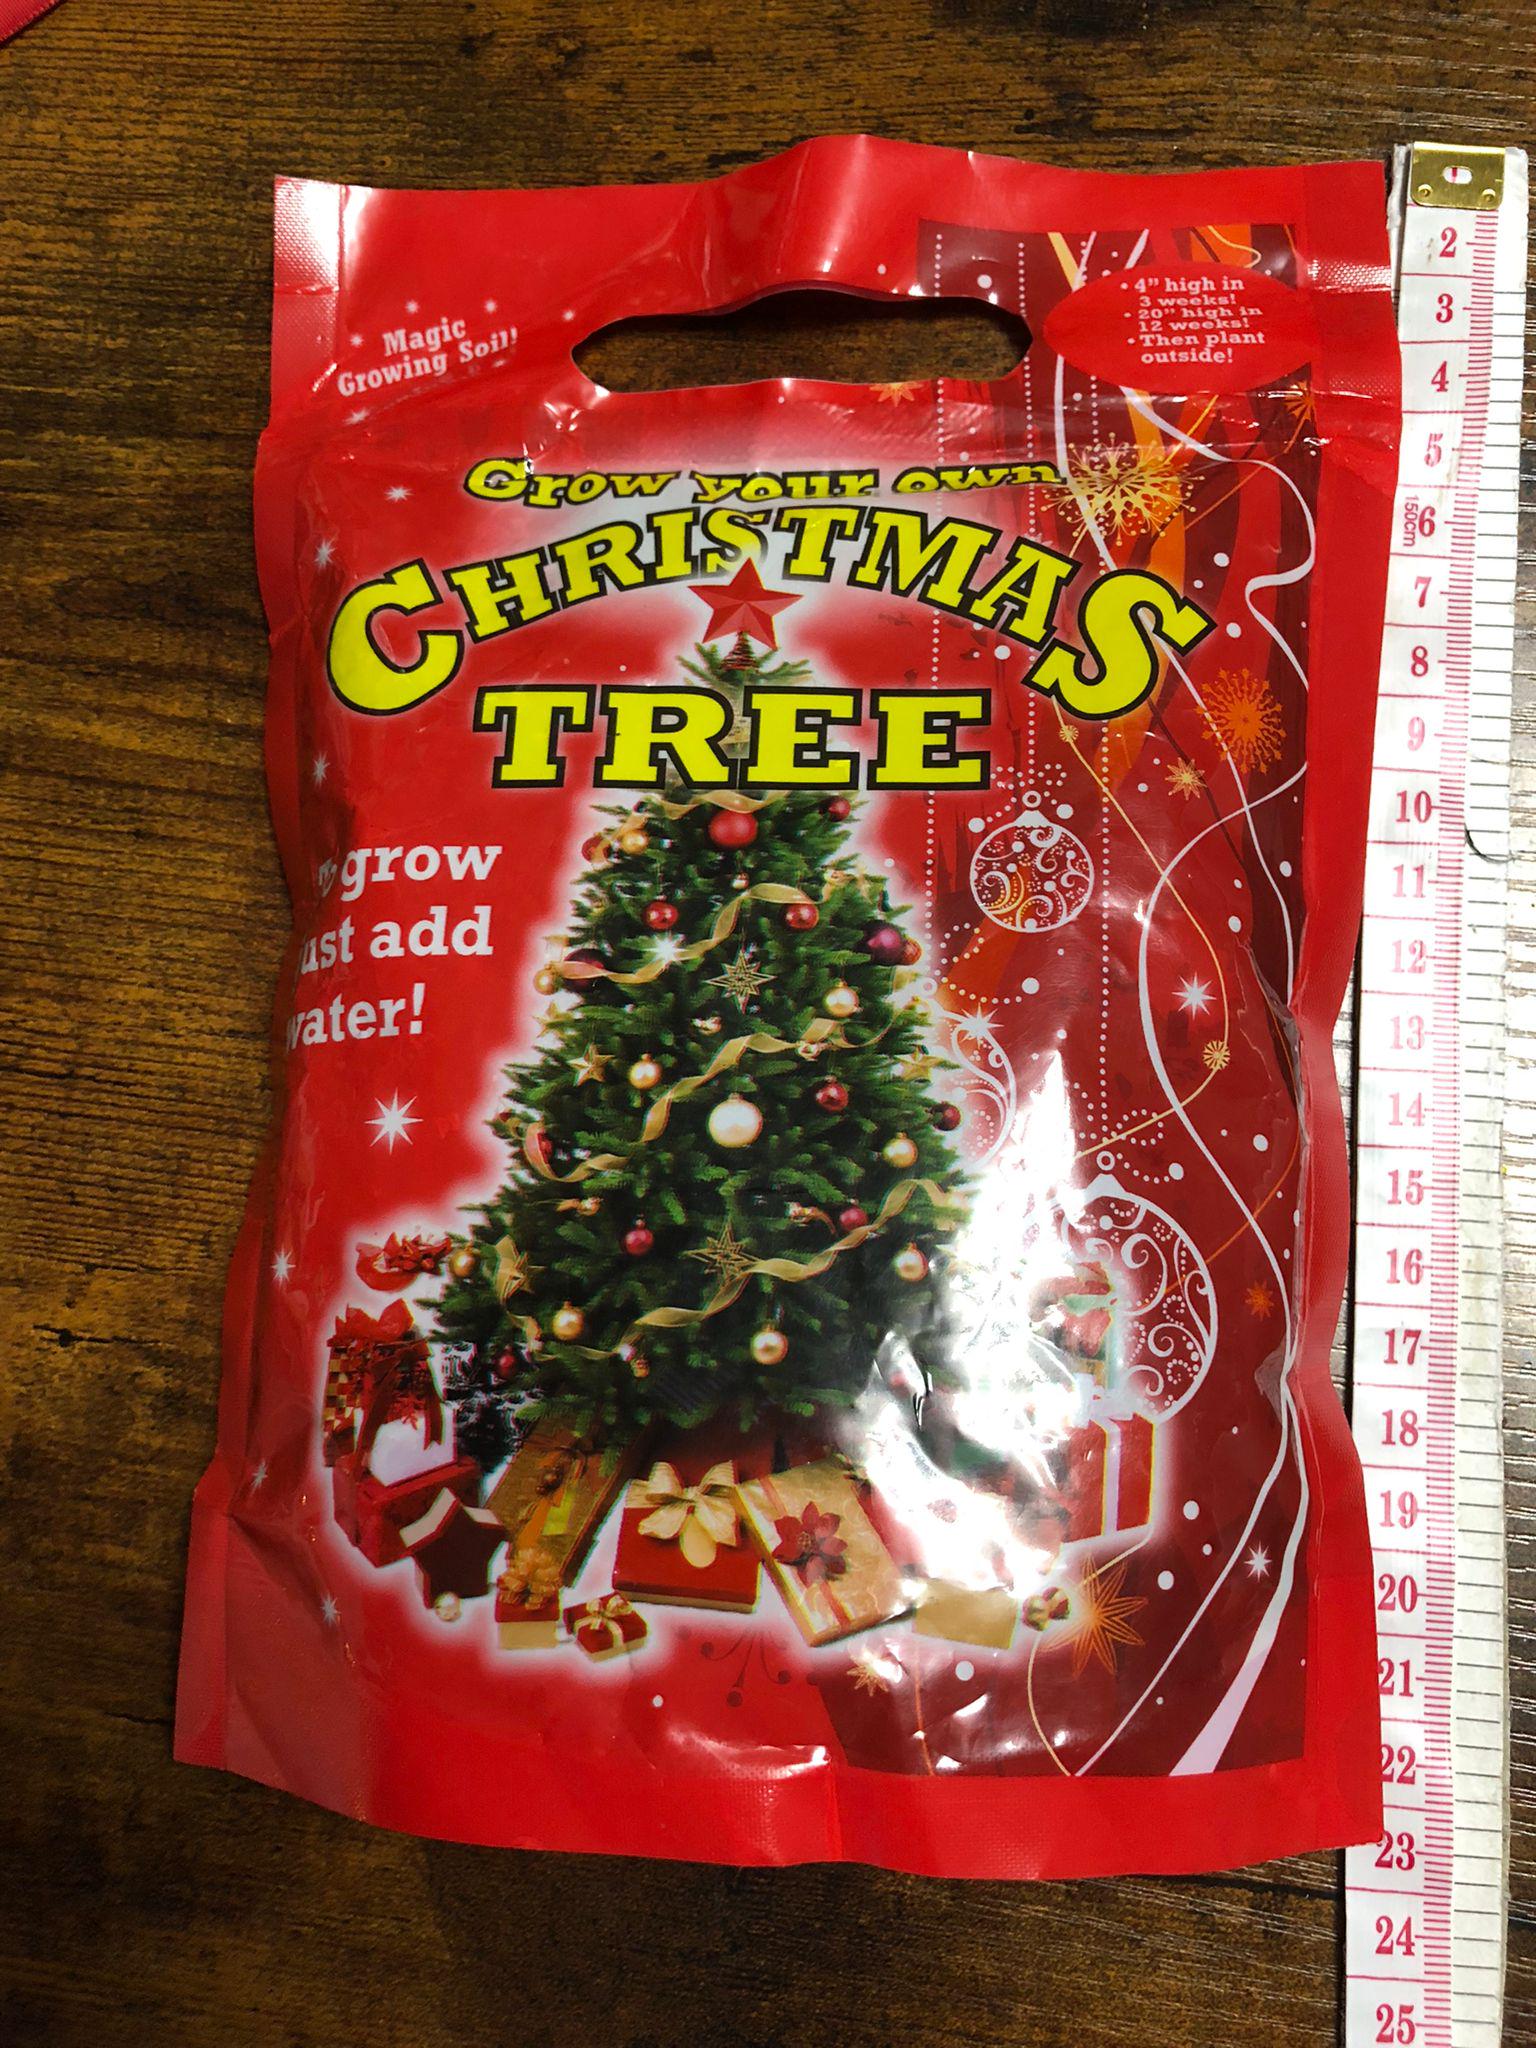 Magic
Growing Soil!
• 4" high in
3 weeks!
• 20" high in
12 weeks!
• Then plant
outside!
Grow your own
CHRISTMAS
TREE
grow
ust add
water!
2
3
4
5
150cm
6
7
8
9
10
11
12
13
14
15
16
17
18
19
20
21
22
23
24
25